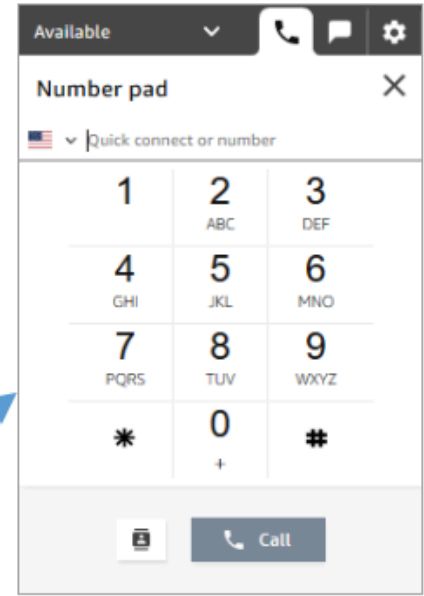 Available
Number pad
Quick connect or number
1 2 3
ABC DEF
4 5 6
GHI JKL MNO
7 8 9
PQRS TUV WXYZ
* 0 #
+
Call